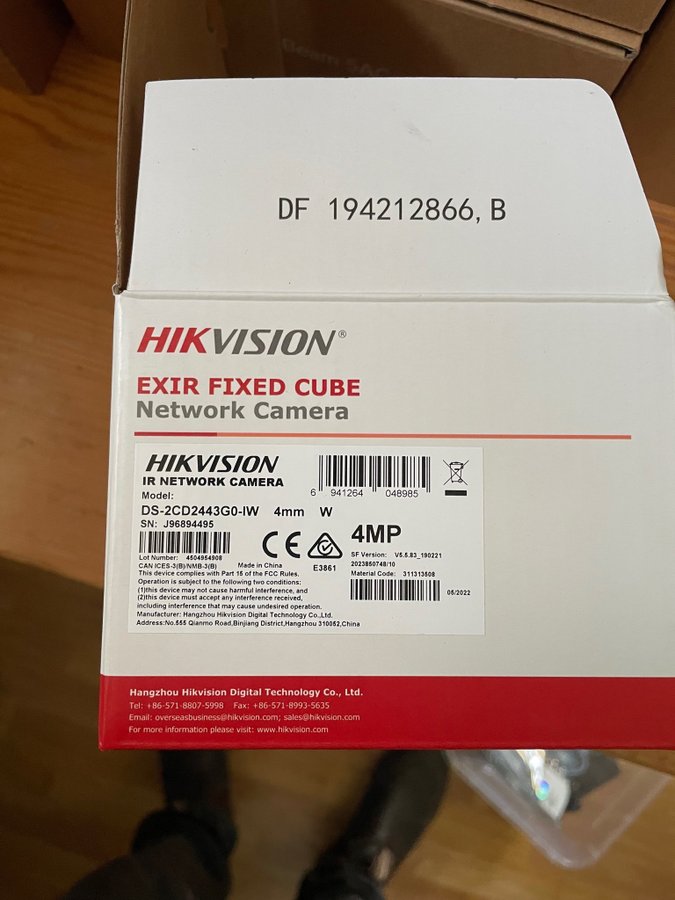 Beam SAC
DF 194212866,B
HIKVISION®
EXIR FIXED CUBE
Network Camera
HIKVISION
IR NETWORK CAMERA
Model:
DS-2CD2443G0-IW 4mm W
SN: J96894495
6 941264 048985
4MP
Lot Number: 4504954908
E3861
SF Version: V5.5.83_190221
2023850748/10
CAN ICES-3(B)/NMB-3(B) Made in China
Material Code: 311313508
This device complies with Part 15 of the FCC Rules.
Operation is subject to the following two conditions:
(1)this device may not cause harmful interference, and
(2)this device must accept any interference received,
including interference that may cause undesired operation.
05/2022
Manufacturer: Hangzhou Hikvision Digital Technology Co.,Ltd.
Address:No.555 Qianmo Road,Binjiang District,Hangzhou 310052,China
Hangzhou Hikvision Digital Technology Co., Ltd.
Tel: +86-571-8807-5998 Fax: +86-571-8993-5635
Email: overseasbusiness@hikvision.com; sales@hikvision.com
For more information please visit: www.hikvision.com